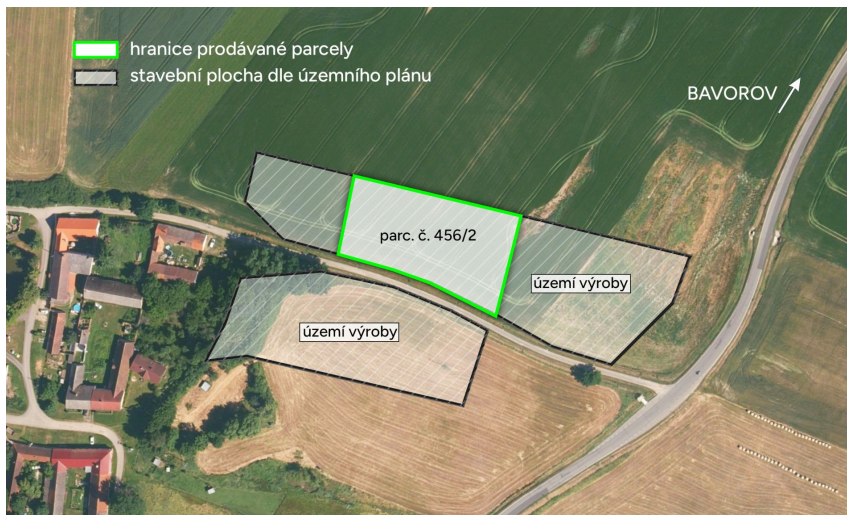 hranice prodávané parcely
stavební plocha dle územního plánu
BAVOROV
parc. č. 456/2
území výroby
území výroby